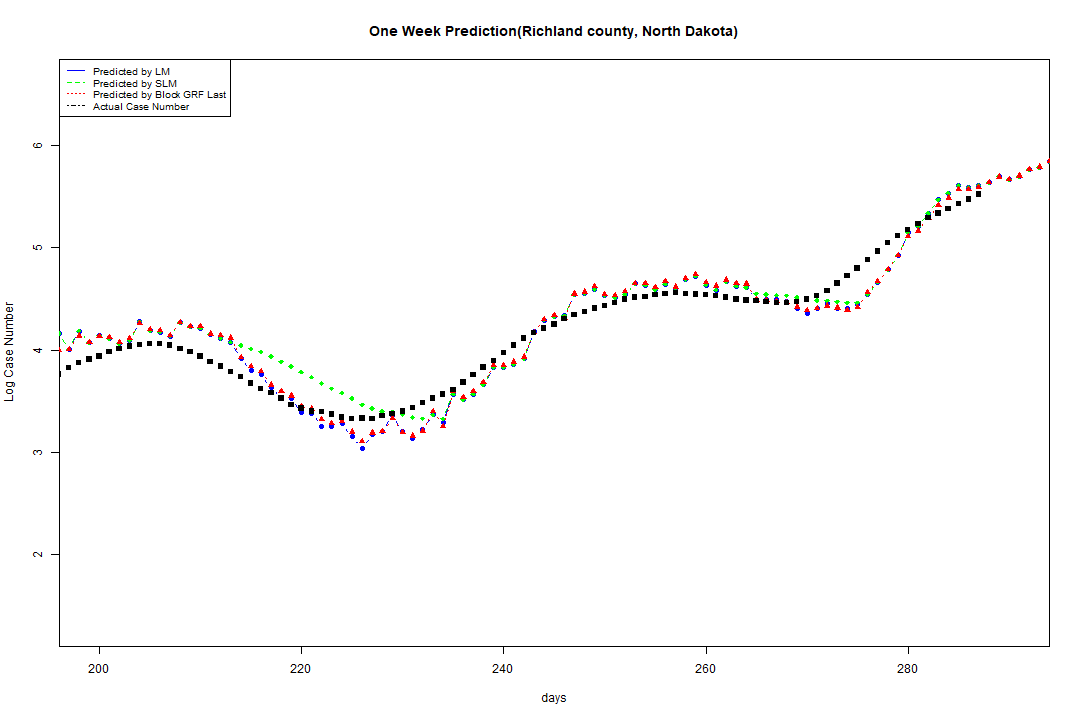 One Week Prediction(Richland county, North Dakota)
Predicted by LM
Predicted by SLM
Predicted by Block GRF Last
Actual Case Number
Log Case Number
6
5
4
3
2
200 220 240 260 280
days